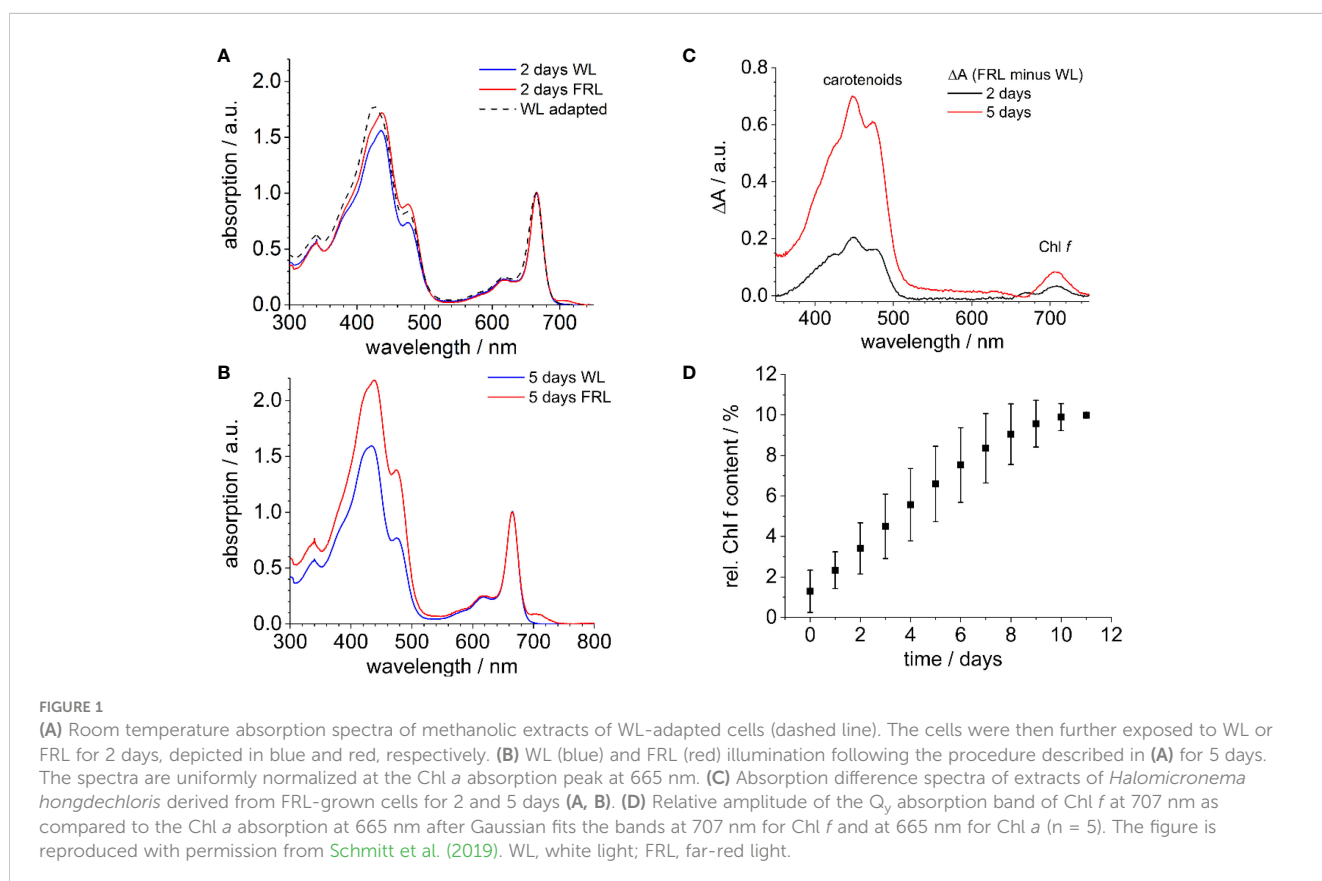 A
2.0
1.5
1.0
0.5
0.0
absorption / a.u.
2 days WL
2 days FRL
WL adapted
300 400 500 600 700
wavelength / nm
B
2.0
1.5
1.0
0.5
0.0
absorption / a.u.
5 days WL
5 days FRL
300 400 500 600 700 800
wavelength / nm
C
0.8
0.6
0.4
0.2
0.0
ΔA / a.u.
carotenoids
ΔA (FRL minus WL)
2 days
5 days
Chl f
400 500 600 700
wavelength / nm
D
12
10
8
6
4
2
0
rel. Chl f content / %
0 2 4 6 8 10 12
time / days
FIGURE 1
(A) Room temperature absorption spectra of methanolic extracts of WL-adapted cells (dashed line). The cells were then further exposed to WL or
FRL for 2 days, depicted in blue and red, respectively. (B) WL (blue) and FRL (red) illumination following the procedure described in (A) for 5 days.
The spectra are uniformly normalized at the Chl a absorption peak at 665 nm. (C) Absorption difference spectra of extracts of Halomicronema
hongdechloris derived from FRL-grown cells for 2 and 5 days (A, B). (D) Relative amplitude of the Qy absorption band of Chl f at 707 nm as
compared to the Chl a absorption at 665 nm after Gaussian fits the bands at 707 nm for Chl f and at 665 nm for Chl a (n = 5). The figure is
reproduced with permission from Schmitt et al. (2019). WL, white light; FRL, far-red light.